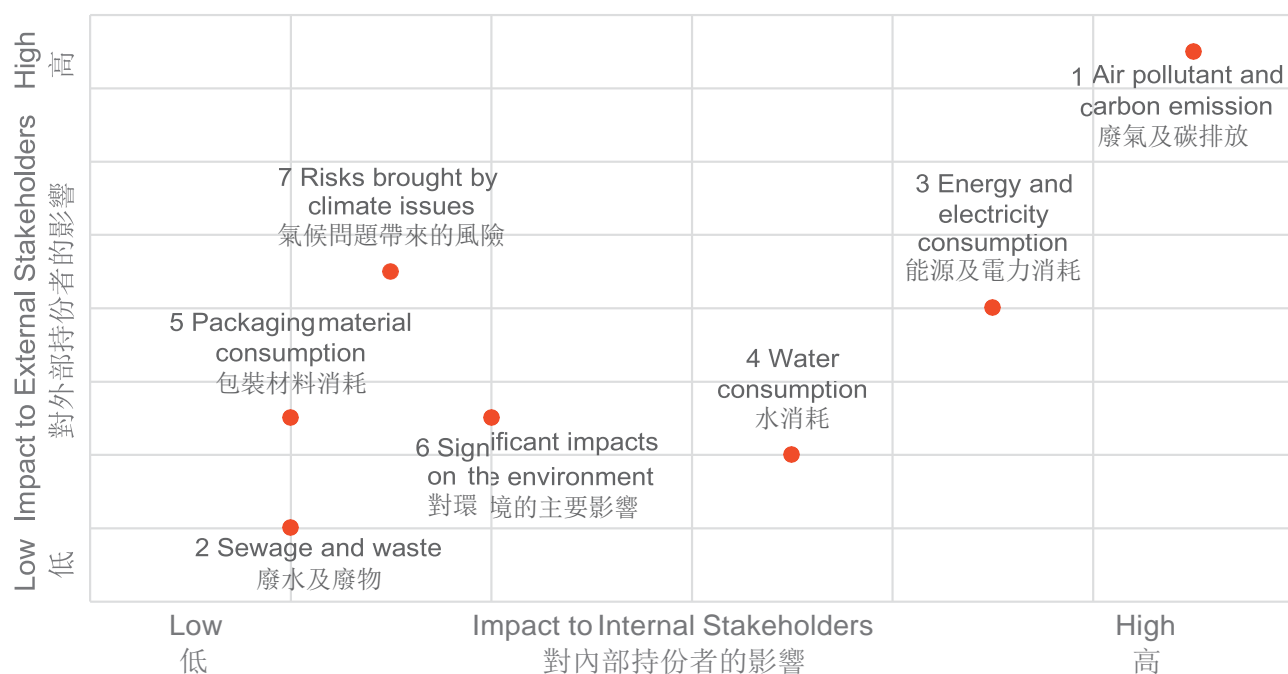 High
高
Impact to External Stakeholders
對外部持份者的影響
Low
低
1 Air pollutant and
carbon emission
廢氣及碳排放
7 Risks brought by
climate issues
氣候問題帶來的風險
3 Energy and
electricity
consumption
能源及電力消耗
5 Packaging material
consumption
包裝材料消耗
4 Water
consumption
水消耗
6 Significant impacts
on the environment
對環境的主要影響
2 Sewage and waste
廢水及廢物
Low
低
Impact to Internal Stakeholders
對內部持份者的影響
High
高